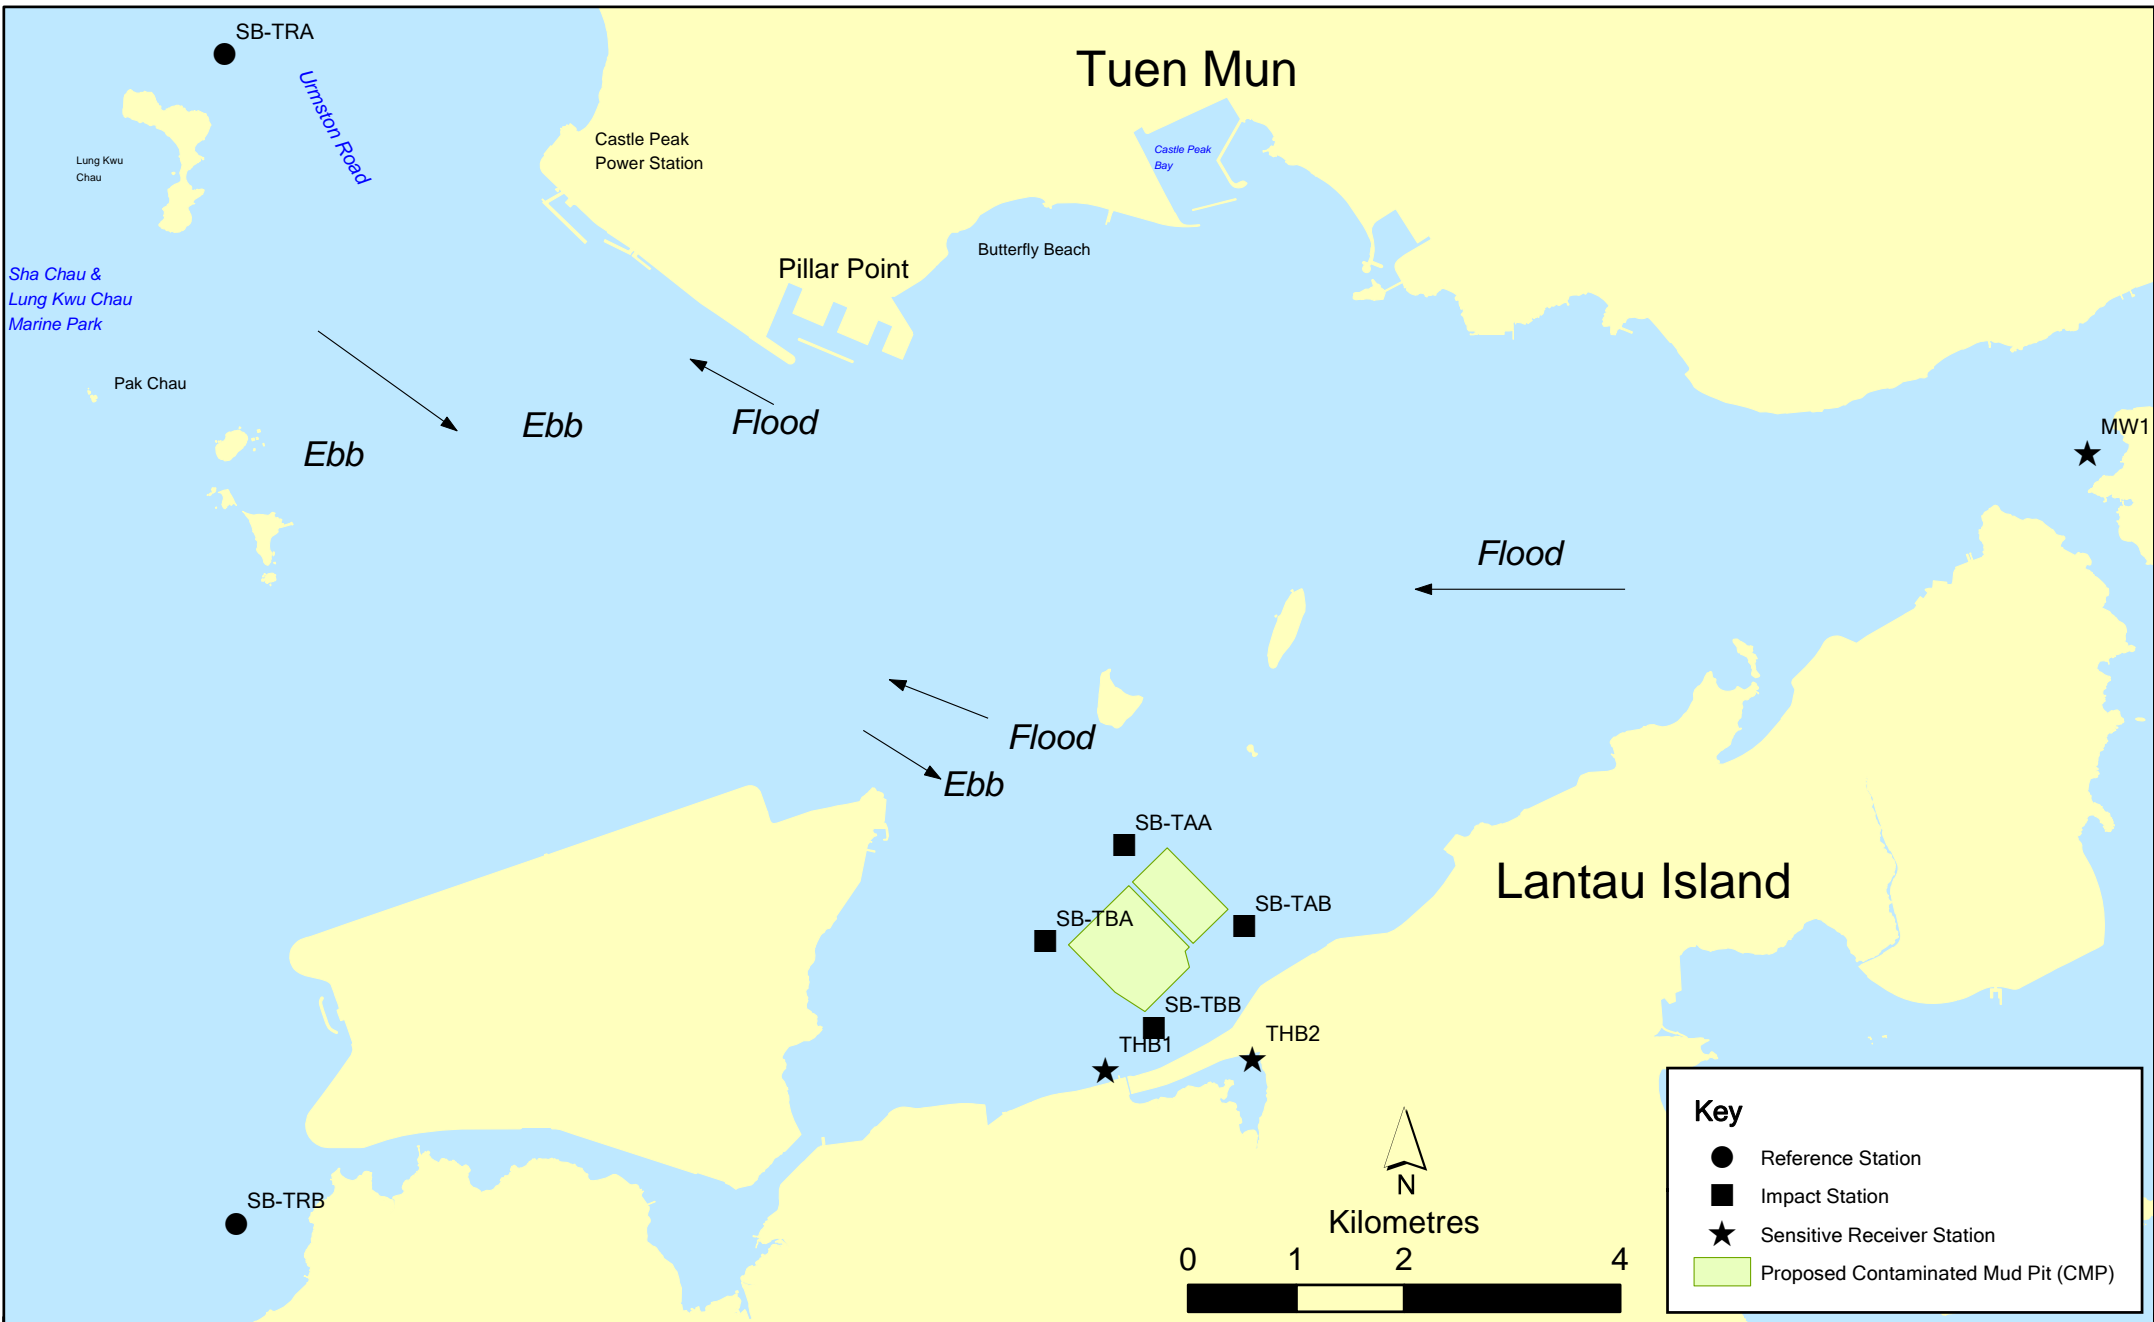 SB-TRA
Urmston Road
Tuen Mun
Castle Peak
Power Station
Castle Peak
Bay
Lung Kwu
Chau
Butterfly Beach
Pillar Point
Sha Chau &
Lung Kwu Chau
Marine Park
Pak Chau
Ebb
Ebb
Flood
MW1
Flood
Flood
Ebb
SB-TAA
Lantau Island
SB-TAB
SB-TBA
SB-TBB
THB1
THB2
SB-TRB
N
Kilometres
0 1 2 4
Key
Reference Station
Impact Station
Sensitive Receiver Station
Proposed Contaminated Mud Pit (CMP)